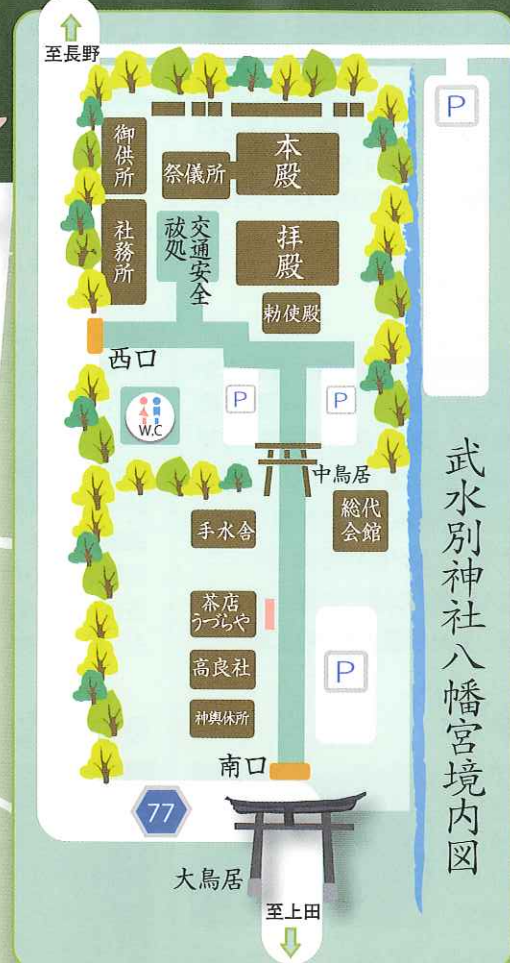 至長野
P
御供所
祭儀所
本殿
社務所
交通安全
祓処
拝殿
勅使殿
西口
W.C
P
P
中鳥居
手水舎
総代
会館
茶店
うづらや
高良社
P
神輿休所
南口
77
大鳥居
至上田
武水別神社八幡宮境内図